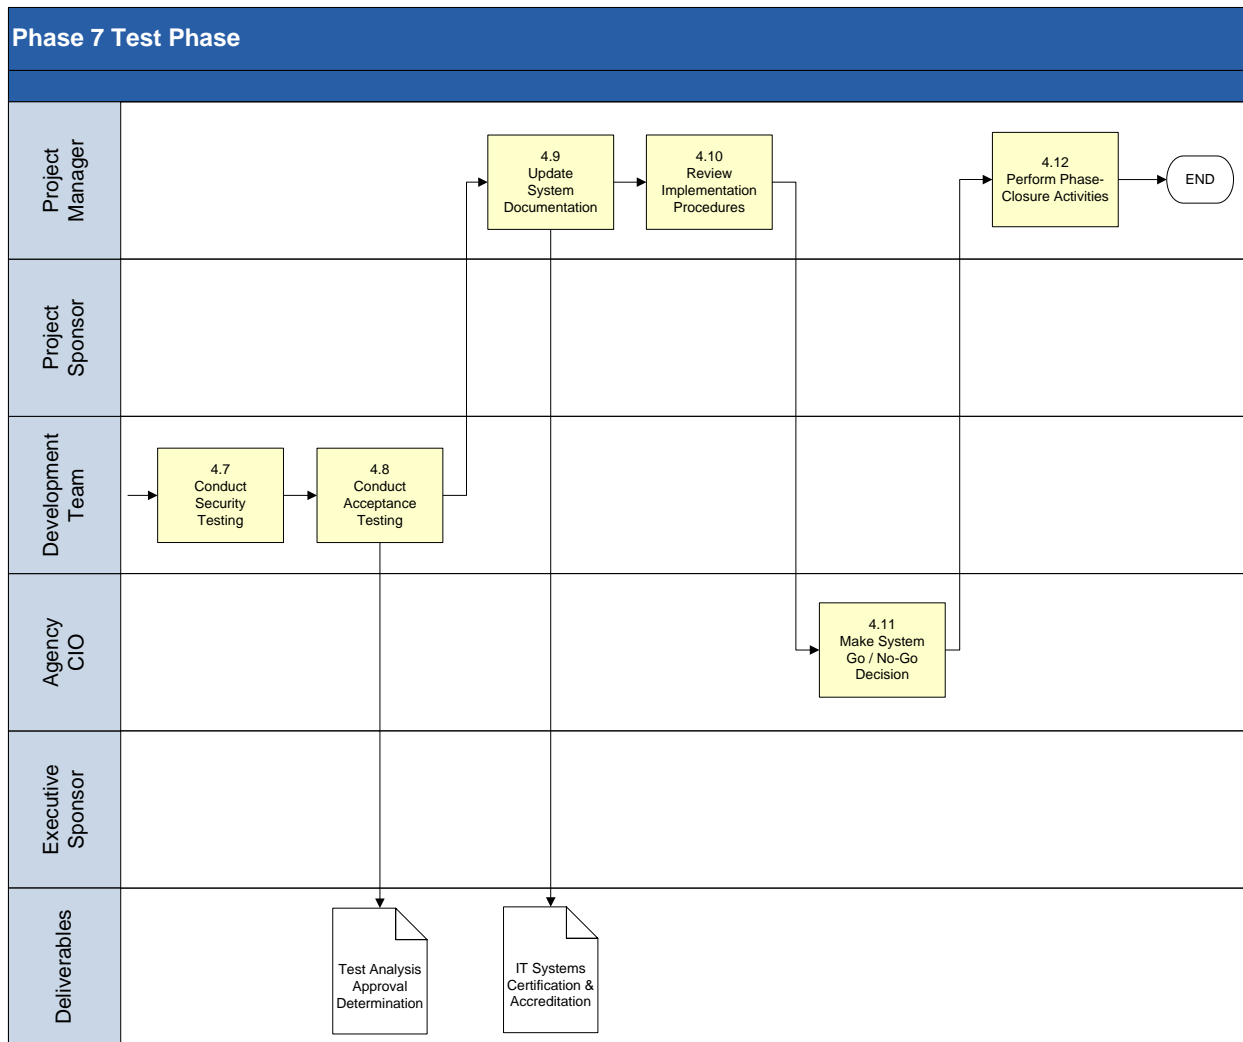 Phase 7 Test Phase
Project
Manager
4.9
Update
System
Documentation
4.10
Review
Implementation
Procedures
4.12
Perform Phase-
Closure Activities
END
Project
Sponsor
Development
Team
4.7
Conduct
Security
Testing
4.8
Conduct
Acceptance
Testing
Agency
CIO
4.11
Make System
Go / No-Go
Decision
Executive
Sponsor
Deliverables
Test Analysis
Approval
Determination
IT Systems
Certification &
Accreditation